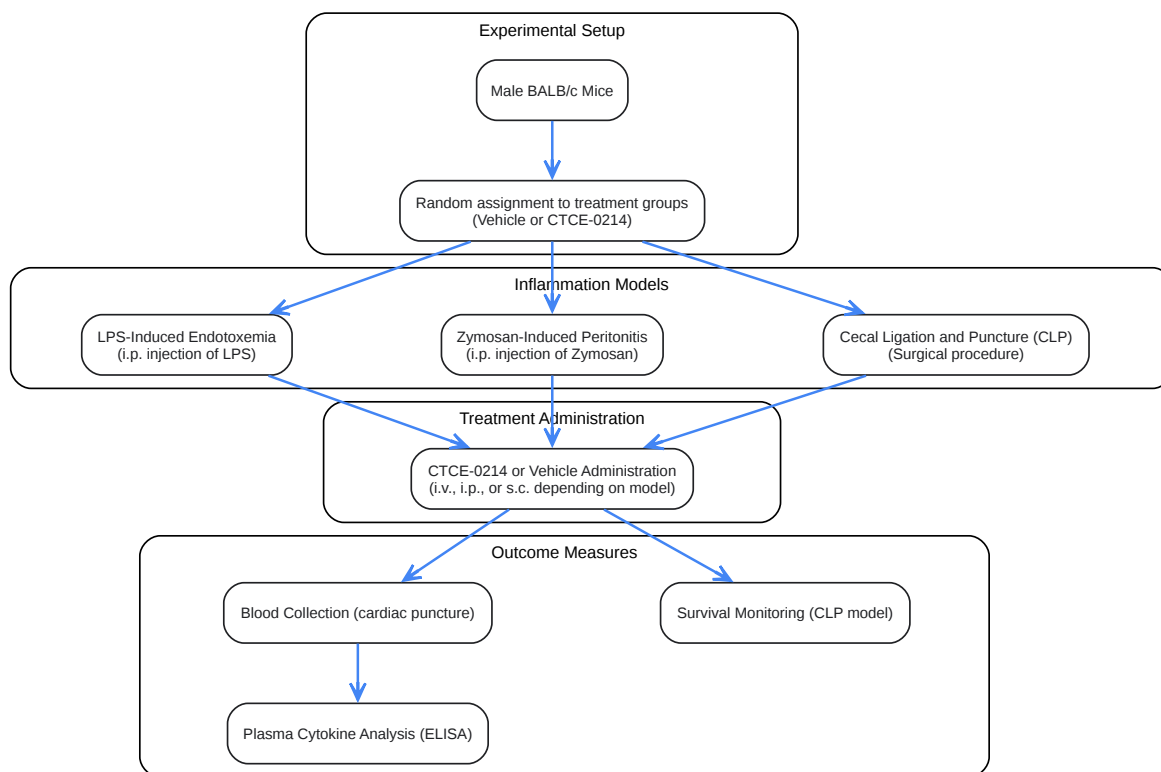 Experimental Setup
Male BALB/c Mice
Random assignment to treatment groups
(Vehicle or CTCE-0214)
Inflammation Models
LPS-Induced Endotoxemia
(i.p. injection of LPS)
Zymosan-Induced Peritonitis
(i.p. injection of Zymosan)
Cecal Ligation and Puncture (CLP)
(Surgical procedure)
Treatment Administration
CTCE-0214 or Vehicle Administration
(i.v., i.p., or s.c. depending on model)
Outcome Measures
Blood Collection (cardiac puncture)
Survival Monitoring (CLP model)
Plasma Cytokine Analysis (ELISA)